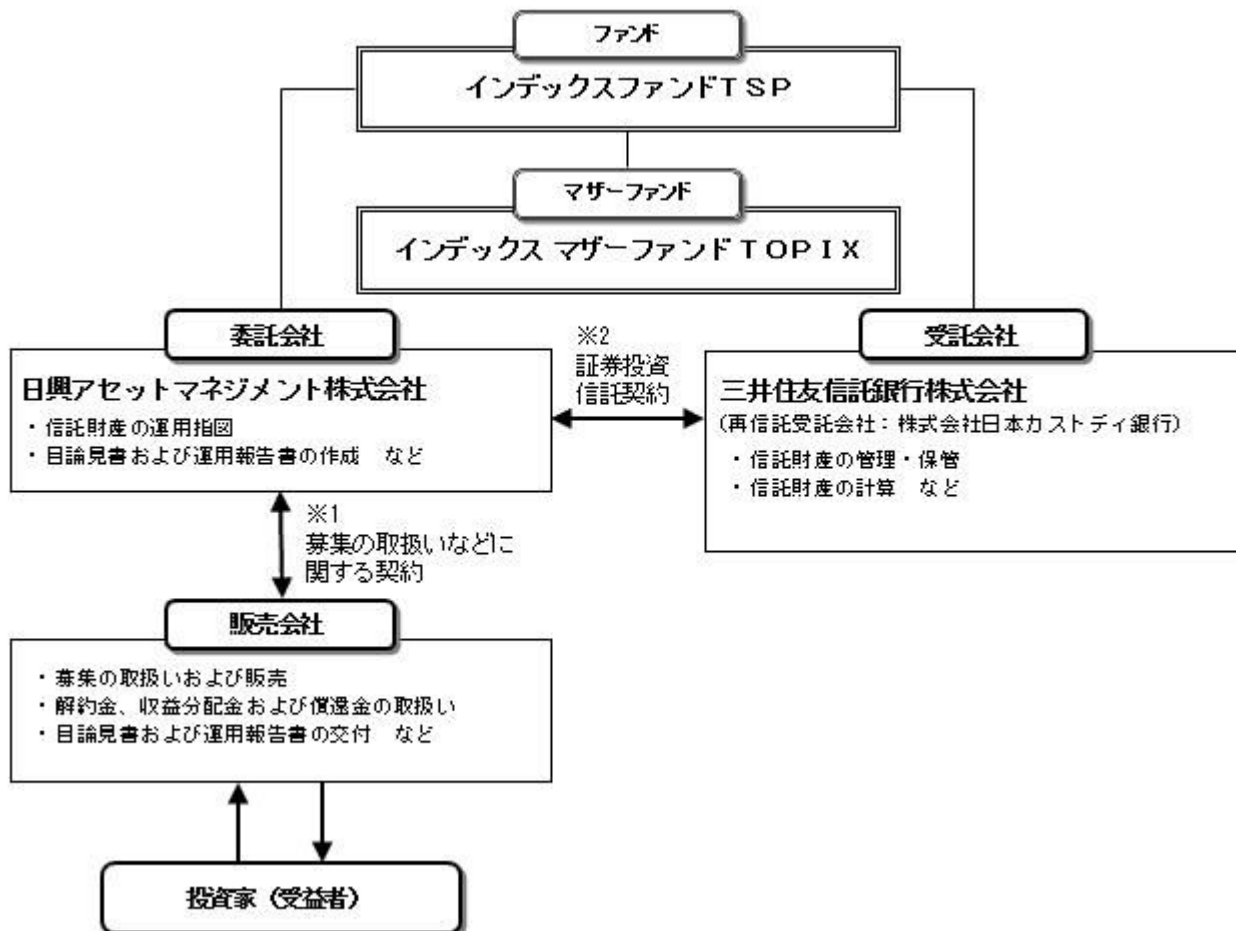 ファンド
インデックスファンドＴＳＰ
マザーファンド
インデックス マザーファンドＴＯＰＩＸ
委託会社
日興アセットマネジメント株式会社
・信託財産の運用指図
・目論見書および運用報告書の作成　など
※2
証券投資
信託契約
受託会社
三井住友信託銀行株式会社
(再信託受託会社：株式会社日本カストディ銀行)
・信託財産の管理・保管
・信託財産の計算　など
※1
募集の取扱いなどに
関する契約
販売会社
・募集の取扱いおよび販売
・解約金、収益分配金および償還金の取扱い
・目論見書および運用報告書の交付　など
投資家（受益者）